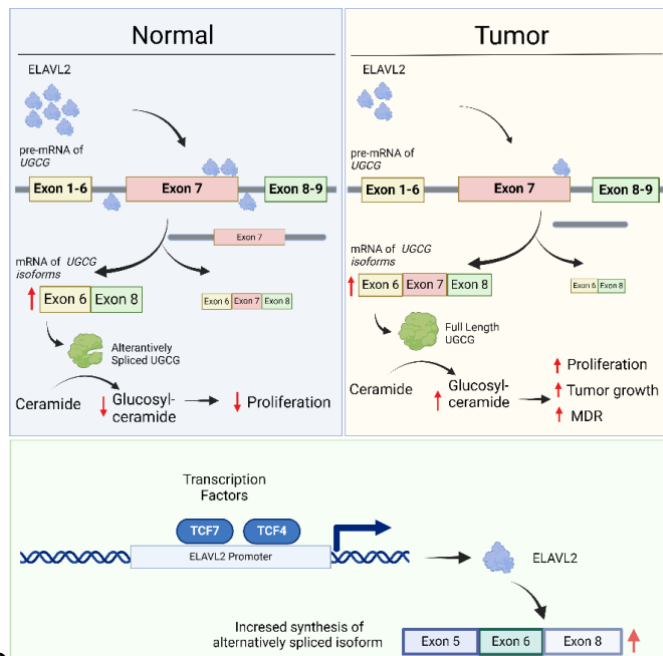 Normal
ELAVL2
pre-mRNA of
UGCG
Exon 1-6
Exon 7
Exon 8-9
Exon 7
mRNA of UGCG
isoforms
Exon 6
Exon 8
Exon 6
Exon 7
Exon 8
Alterantively
Spliced UGCG
Ceramide
Glucosyl-
ceramide
Proliferation
Tumor
ELAVL2
pre-mRNA of
UGCG
Exon 1-6
Exon 7
Exon 8-9
mRNA of UGCG
isoforms
Exon 6
Exon 7
Exon 8
Exon 6
Exon 8
Full Length
UGCG
Ceramide
Glucosyl-
ceramide
Proliferation
Tumor growth
MDR
Transcription
Factors
TCF7
TCF4
ELAVL2 Promoter
ELAVL2
Incresed synthesis of
alternatively spliced isoform
Exon 5
Exon 6
Exon 8